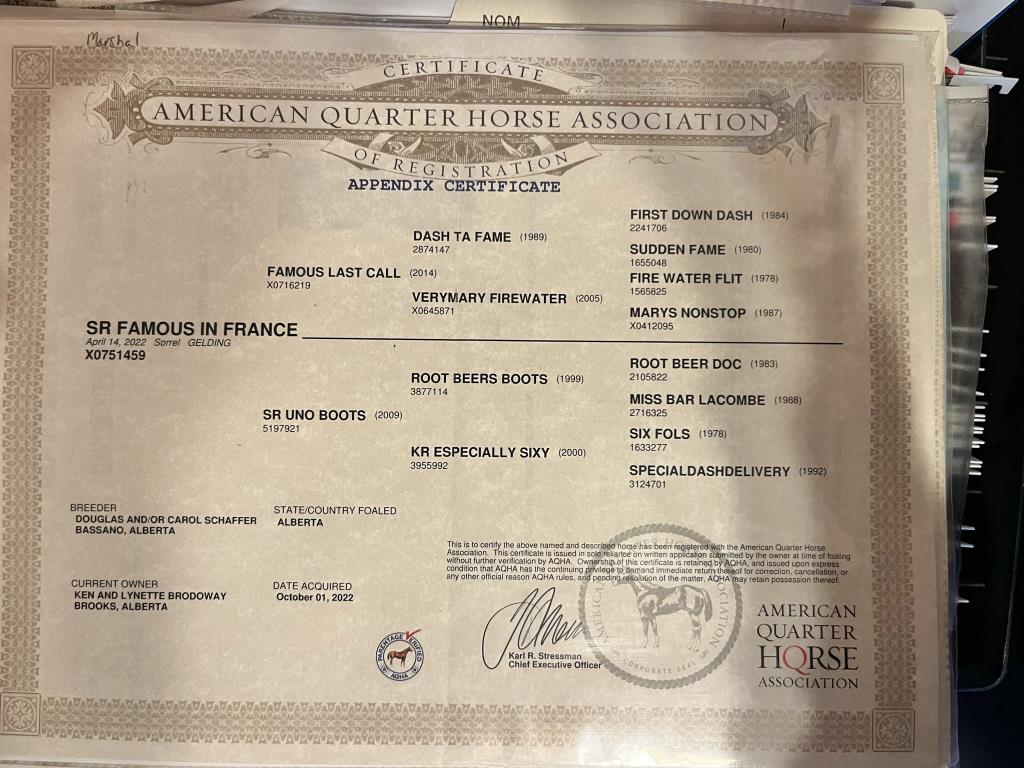 NOM
Marshal
CERTIFICATE
AMERICAN QUARTER HORSE ASSOCIATION
OF REGISTRATION
APPENDIX CERTIFICATE
FIRST DOWN DASH (1984)
2241706
DASH TA FAME (1989)
2874147
SUDDEN FAME (1980)
1655048
FAMOUS LAST CALL (2014)
X0716219
FIRE WATER FLIT (1978)
1565825
VERYMARY FIREWATER (2005)
X0645871
MARYS NONSTOP (1987)
X0412095
SR FAMOUS IN FRANCE
April 14, 2022 Sorrel GELDING
X0751459
ROOT BEER DOC (1983)
2105822
ROOT BEERS BOOTS (1999)
3877114
MISS BAR LACOMBE (1988)
2716325
SR UNO BOOTS (2009)
5197921
SIX FOLS (1978)
1633277
KR ESPECIALLY SIXY (2000)
3955992
SPECIALDASHDELIVERY (1992)
3124701
BREEDER
DOUGLAS AND/OR CAROL SCHAFFER
BASSANO, ALBERTA
STATE/COUNTRY FOALED
ALBERTA
This is to certify the above named and described horse has been registered with the American Quarter Horse
Association. This certificate is issued in sole reliance on written application submitted by the owner at time of foaling
without further verification by AQHA. Ownership of this certificate is retained by AQHA, and issued upon express
condition that AQHA has the continuing privilege to demand immediate return thereof for correction, cancellation, or
any other official reason AQHA rules, and pending resolution of the matter, AQHA may retain possession thereof.
CURRENT OWNER
KEN AND LYNETTE BRODOWAY
BROOKS, ALBERTA
DATE ACQUIRED
October 01, 2022
PARENTAGE VERIFIED
AQHA
Karl R. Stressman
Chief Executive Officer
AMERICAN QUARTER HORSE ASSOCIATION
CORPORATE SEAL
AMERICAN
QUARTER
HORSE
ASSOCIATION